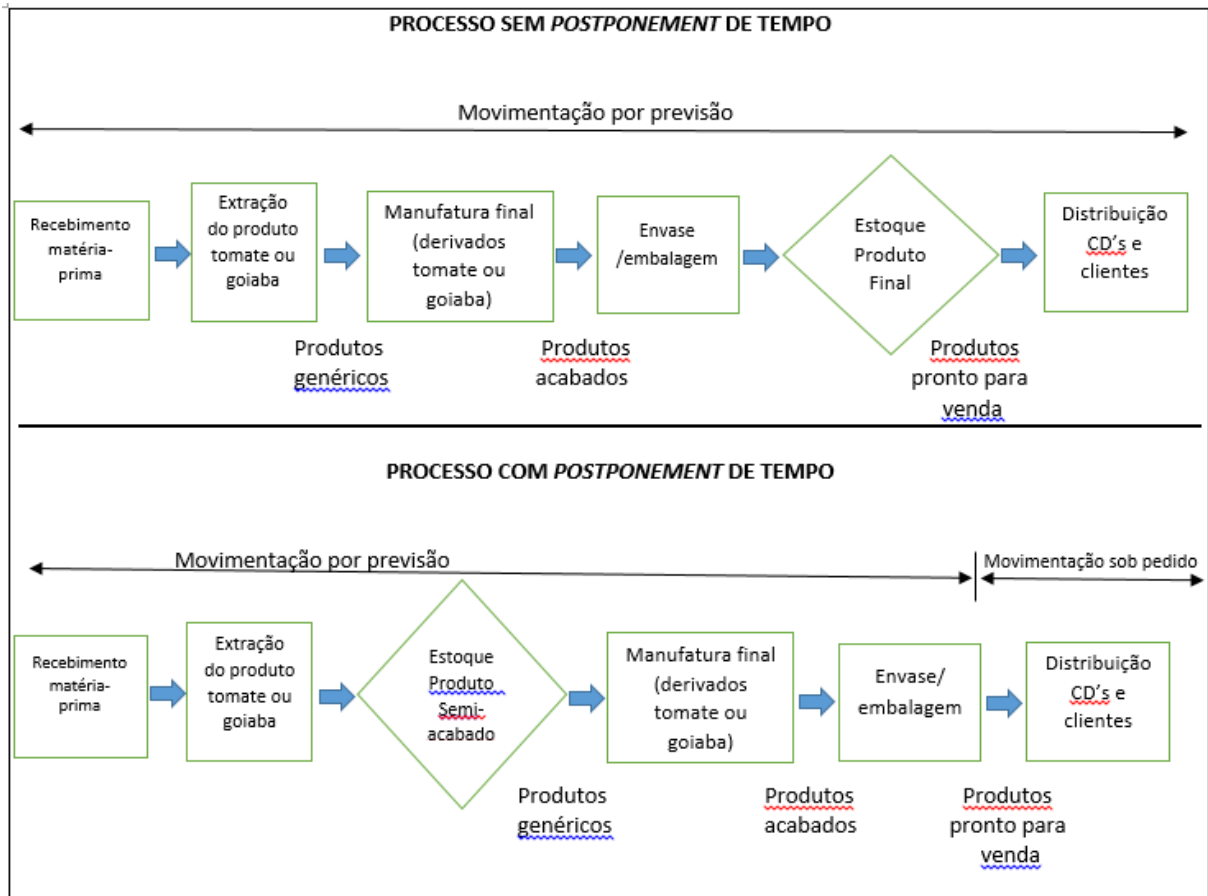 PROCESSO SEM POSTPONEMENT DE TEMPO
Movimentação por previsão
Recebimento
matéria-
prima
Extração
do produto
tomate ou
goiaba
Manufatura final
(derivados
tomate ou
goiaba)
Envase
/embalagem
Estoque
Produto
Final
Distribuição
CD's e
clientes
Produtos
genéricos
Produtos
acabados
Produtos
pronto para
venda
PROCESSO COM POSTPONEMENT DE TEMPO
Movimentação por previsão
Movimentação sob pedido
Recebimento
matéria-
prima
Extração
do produto
tomate ou
goiaba
Estoque
Produto
Semi-
acabado
Manufatura final
(derivados
tomate ou
goiaba)
Envase/
embalagem
Distribuição
CD's e
clientes
Produtos
genéricos
Produtos
acabados
Produtos
pronto para
venda